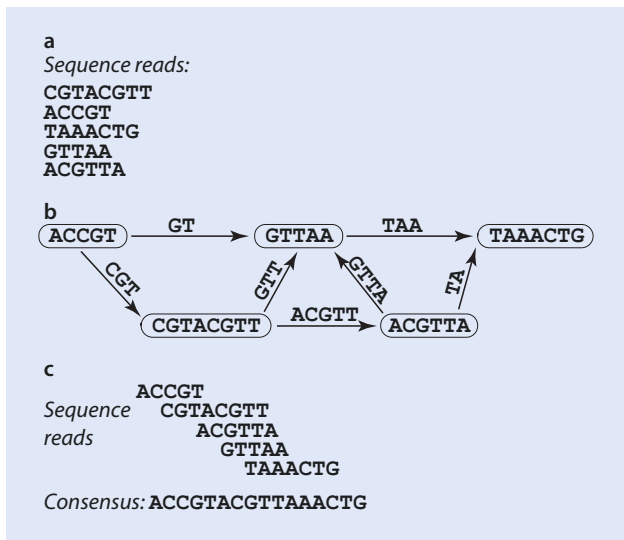 a
Sequence reads:
CGTACGTT
ACCGT
TAAACTG
GTTAA
ACGTTA
b
ACCGT GT GTTAA TAA TAAACTG
CGT GTT GTTA TA
CGTACGTT ACGTT ACGTTA
c
ACCGT
Sequence CGTACGTT
reads ACGTTA
GTTAA
TAAACTG
Consensus: ACCGTACGTTAAACTG